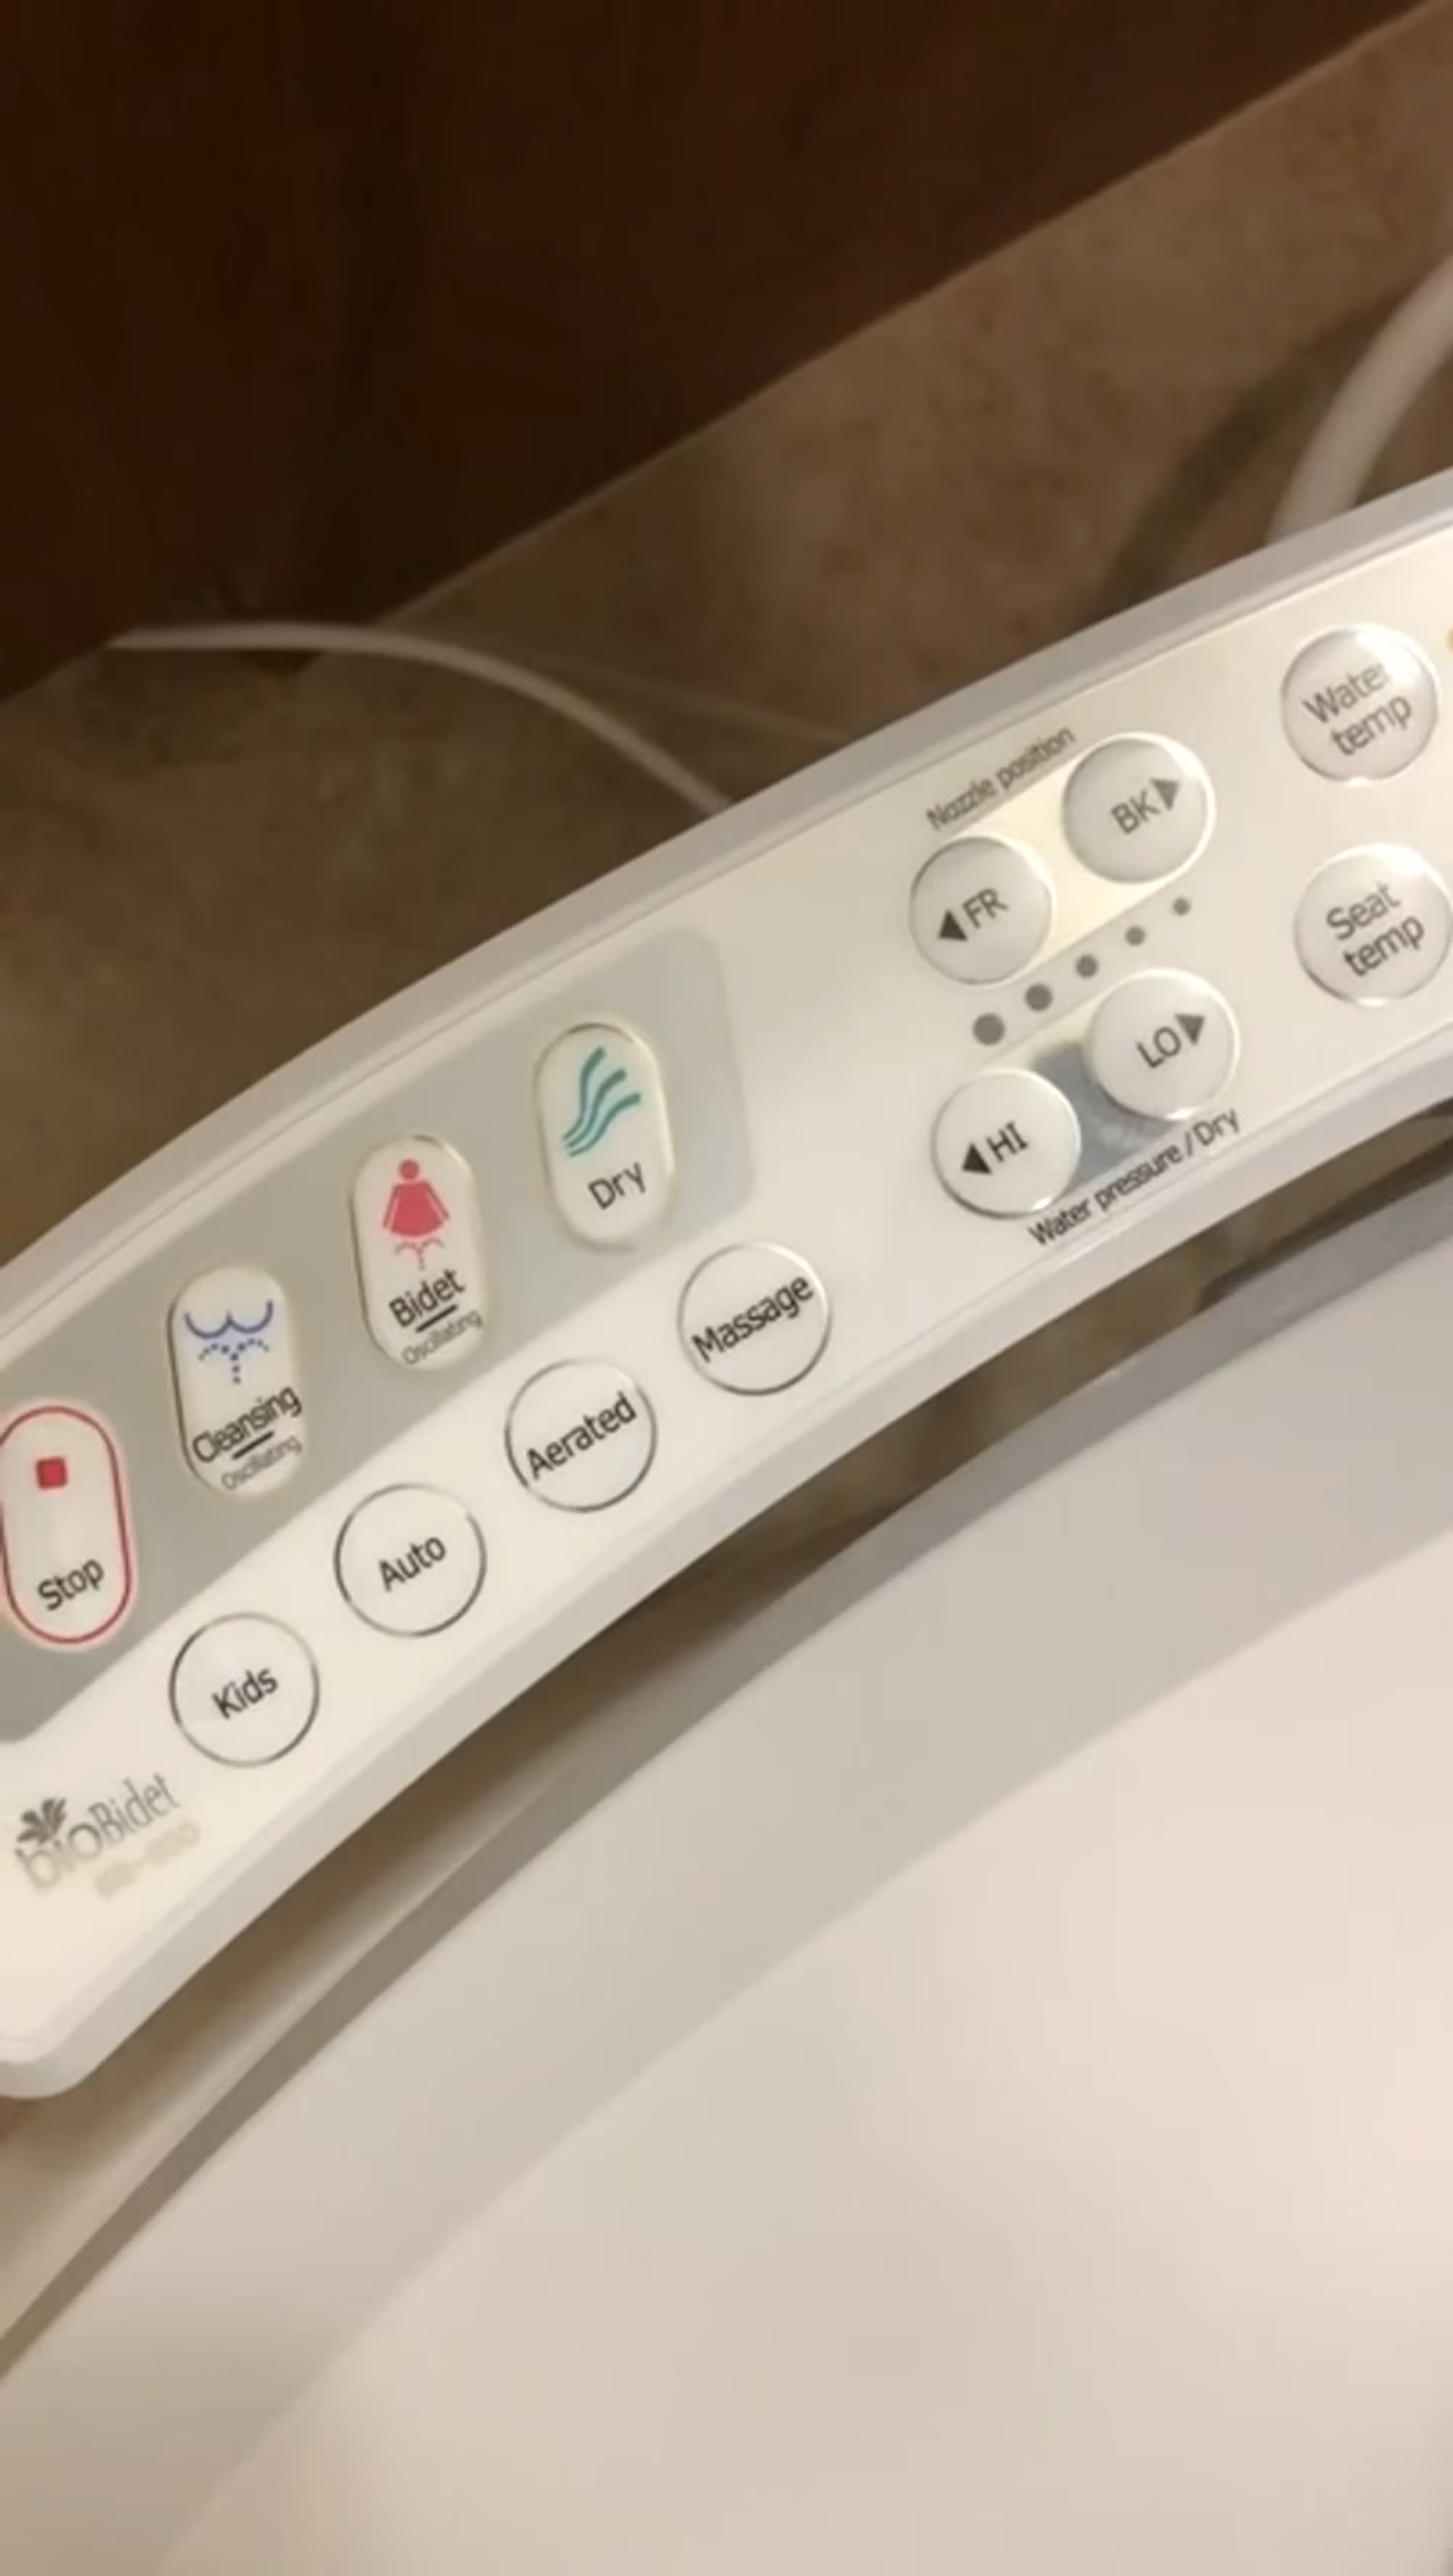 Water
temp
Nozzle position
BK
FR
Seat
temp
LO
HI
Water pressure / Dry
Dry
Bidet
Oscillating
Cleansing
Oscillating
Stop
Massage
Aerated
Auto
Kids
bioBidet